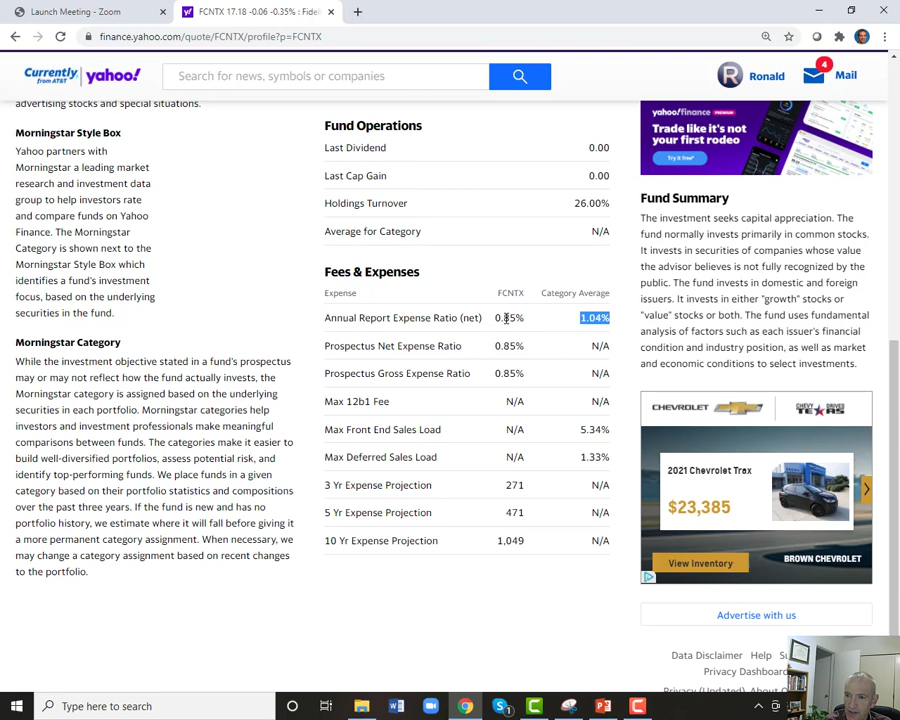 Launch Meeting - Zoom
FCNTX 17.18 -0.06 -0.35% : Fideli
finance.yahoo.com/quote/FCNTX/profile?p=FCNTX
Currently,
from AT&T
yahoo!
Search for news, symbols or companies
R
Ronald
4
Mail
advertising stocks and special situations.
Morningstar Style Box
Yahoo partners with
Morningstar a leading market
research and investment data
group to help investors rate
and compare funds on Yahoo
Finance. The Morningstar
Category is shown next to the
Morningstar Style Box which
identifies a fund's investment
focus, based on the underlying
securities in the fund.
Morningstar Category
While the investment objective stated in a fund's prospectus
may or may not reflect how the fund actually invests, the
Morningstar category is assigned based on the underlying
securities in each portfolio. Morningstar categories help
investors and investment professionals make meaningful
comparisons between funds. The categories make it easier to
build well-diversified portfolios, assess potential risk, and
identify top-performing funds. We place funds in a given
category based on their portfolio statistics and compositions
over the past three years. If the fund is new and has no
portfolio history, we estimate where it will fall before giving it
a more permanent category assignment. When necessary, we
may change a category assignment based on recent changes
to the portfolio.
Fund Operations
Last Dividend 0.00
Last Cap Gain 0.00
Holdings Turnover 26.00%
Average for Category N/A
Fees & Expenses
Expense FCNTX Category Average
Annual Report Expense Ratio (net) 0.85% 1.04%
Prospectus Net Expense Ratio 0.85% N/A
Prospectus Gross Expense Ratio 0.85% N/A
Max 12b1 Fee N/A N/A
Max Front End Sales Load N/A 5.34%
Max Deferred Sales Load N/A 1.33%
3 Yr Expense Projection 271 N/A
5 Yr Expense Projection 471 N/A
10 Yr Expense Projection 1,049 N/A
yahoo!finance PREMIUM
Trade like it's not
your first rodeo
Try it free*
Fund Summary
The investment seeks capital appreciation. The
fund normally invests primarily in common stocks.
It invests in securities of companies whose value
the advisor believes is not fully recognized by the
public. The fund invests in domestic and foreign
issuers. It invests in either "growth" stocks or
"value" stocks or both. The fund uses fundamental
analysis of factors such as each issuer's financial
condition and industry position, as well as market
and economic conditions to select investments.
CHEVROLET
CHEVY DRIVES
TEXAS
2021 Chevrolet Trax
$23,385
View Inventory
BROWN CHEVROLET
Advertise with us
Data Disclaimer Help Su
Privacy Dashboard
Privacy (Updated) About O
Type here to search